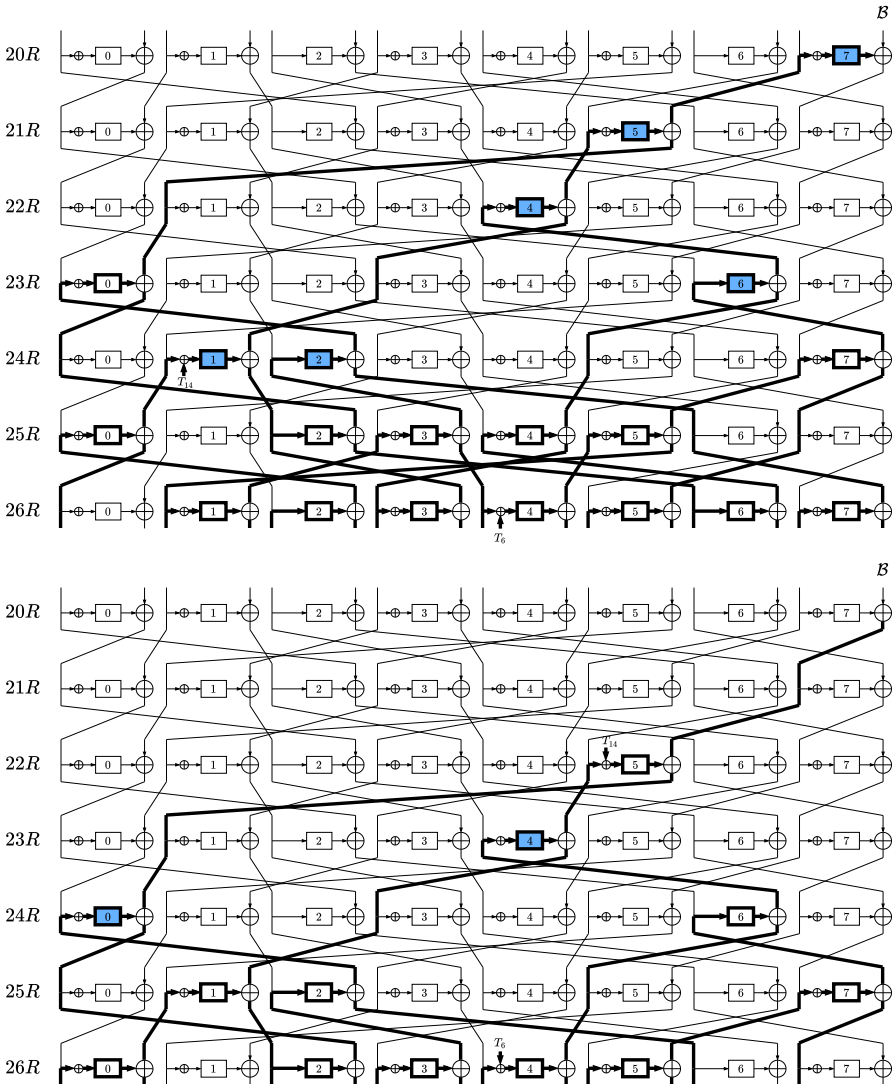 𝓑
20R 0 1 2 3 4 5 6 7
21R 0 1 2 3 4 5 6 7
22R 0 1 2 3 4 5 6 7
23R 0 1 2 3 4 5 6 7
24R 0 1 2 3 4 5 6 7
T₁₄
25R 0 1 2 3 4 5 6 7
26R 0 1 2 3 4 5 6 7
T₆
𝓑
20R 0 1 2 3 4 5 6 7
21R 0 1 2 3 4 5 6 7
T₁₄
22R 0 1 2 3 4 5 6 7
23R 0 1 2 3 4 5 6 7
24R 0 1 2 3 4 5 6 7
25R 0 1 2 3 4 5 6 7
T₆
26R 0 1 2 3 4 5 6 7